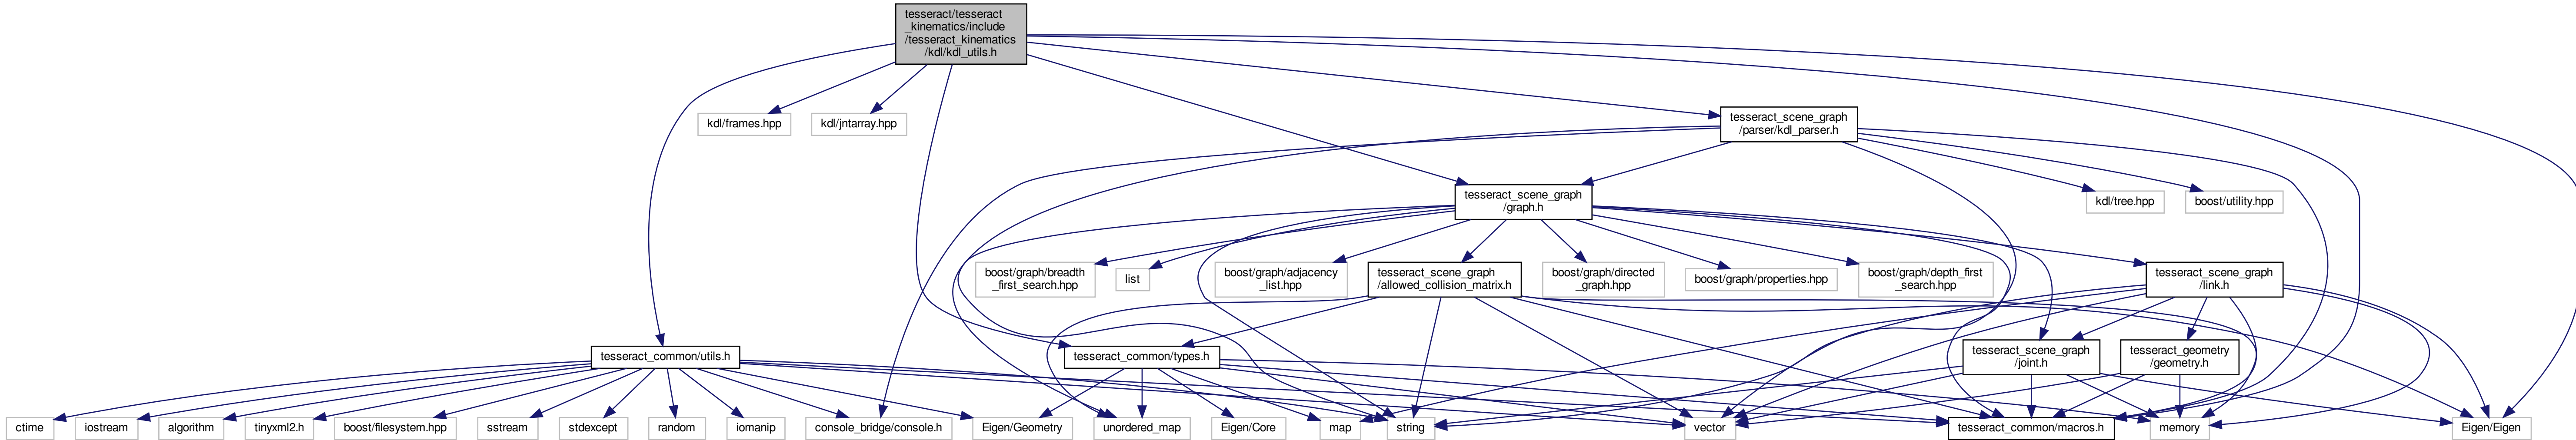 tesseract/tesseract
_kinematics/include
/tesseract_kinematics
/kdl/kdl_utils.h
kdl/frames.hpp
kdl/jntarray.hpp
tesseract_scene_graph
/parser/kdl_parser.h
tesseract_scene_graph
/graph.h
kdl/tree.hpp
boost/utility.hpp
boost/graph/breadth
_first_search.hpp
list
boost/graph/adjacency
_list.hpp
tesseract_scene_graph
/allowed_collision_matrix.h
boost/graph/directed
_graph.hpp
boost/graph/properties.hpp
boost/graph/depth_first
_search.hpp
tesseract_scene_graph
/link.h
tesseract_common/utils.h
tesseract_common/types.h
tesseract_scene_graph
/joint.h
tesseract_geometry
/geometry.h
ctime
iostream
algorithm
tinyxml2.h
boost/filesystem.hpp
sstream
stdexcept
random
iomanip
console_bridge/console.h
Eigen/Geometry
unordered_map
Eigen/Core
map
string
vector
tesseract_common/macros.h
memory
Eigen/Eigen